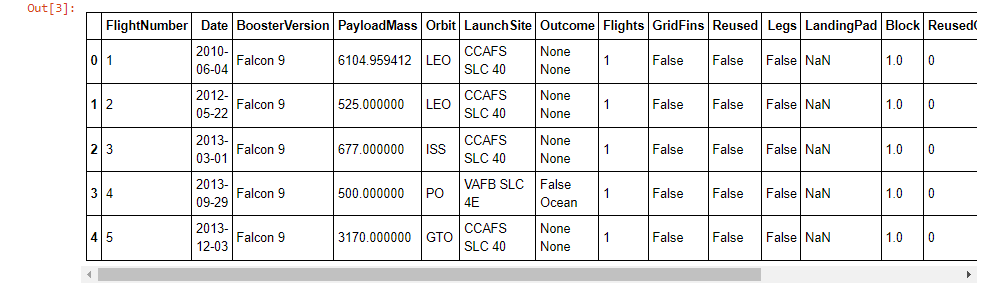 Out[3]:
FlightNumber Date BoosterVersion PayloadMass Orbit LaunchSite Outcome Flights GridFins Reused Legs LandingPad Block ReusedC
0 1 2010-06-04 Falcon 9 6104.959412 LEO CCAFS SLC 40 None None 1 False False False NaN 1.0 0
1 2 2012-05-22 Falcon 9 525.000000 LEO CCAFS SLC 40 None None 1 False False False NaN 1.0 0
2 3 2013-03-01 Falcon 9 677.000000 ISS CCAFS SLC 40 None None 1 False False False NaN 1.0 0
3 4 2013-09-29 Falcon 9 500.000000 PO VAFB SLC 4E False Ocean 1 False False False NaN 1.0 0
4 5 2013-12-03 Falcon 9 3170.000000 GTO CCAFS SLC 40 None None 1 False False False NaN 1.0 0